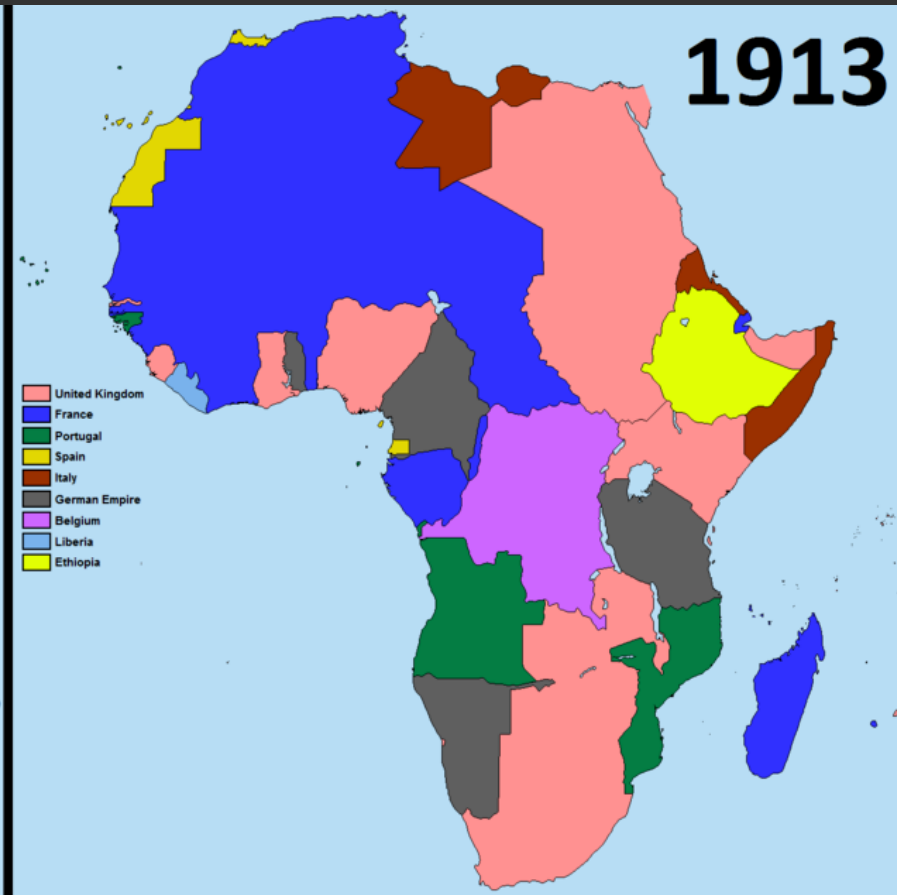 1913
United Kingdom
France
Portugal
Spain
Italy
German Empire
Belgium
Liberia
Ethiopia